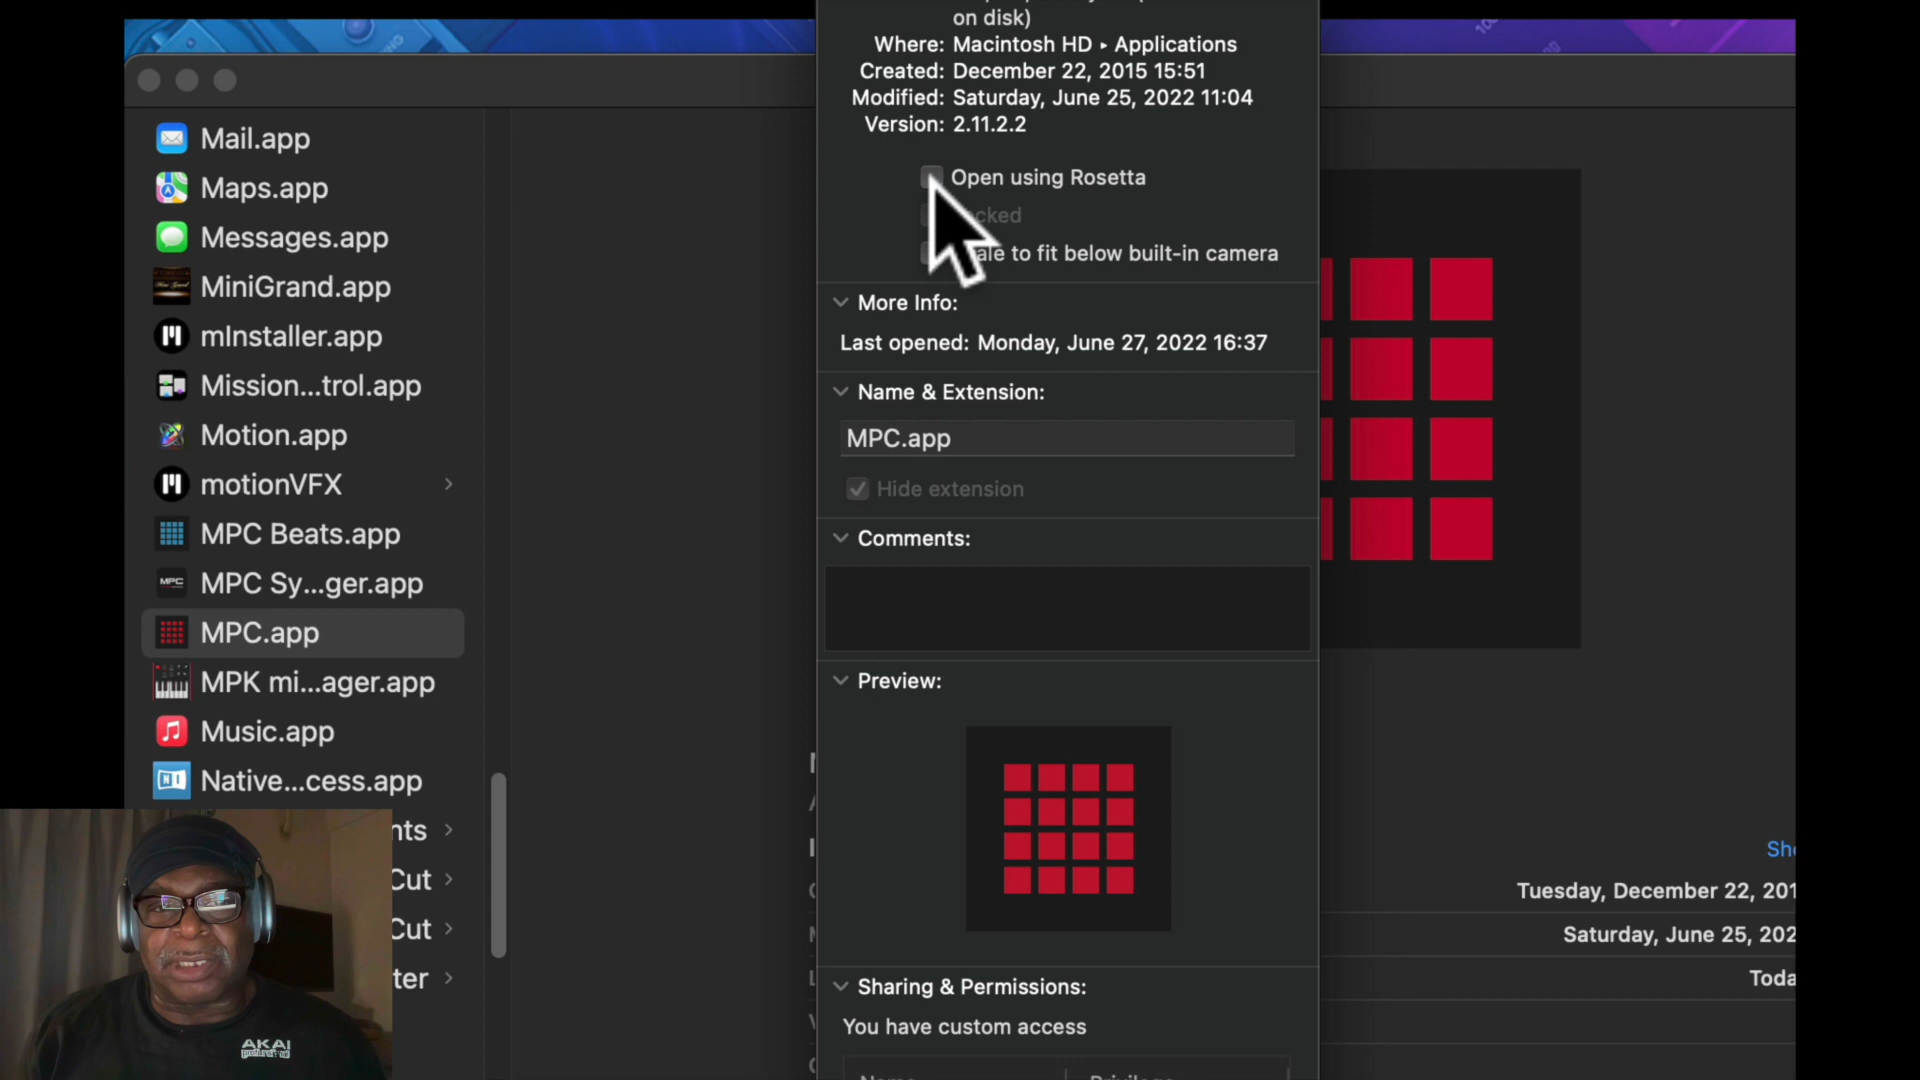 on disk)
Where: Macintosh HD ▸ Applications
Created: December 22, 2015 15:51
Modified: Saturday, June 25, 2022 11:04
Version: 2.11.2.2
Open using Rosetta
to fit below built-in camera
More Info:
Last opened: Monday, June 27, 2022 16:37
Name & Extension:
MPC.app
Hide extension
Comments:
Preview:
Sharing & Permissions:
You have custom access
Mail.app
Maps.app
Messages.app
MiniGrand.app
mInstaller.app
Mission...trol.app
Motion.app
motionVFX
MPC Beats.app
MPC Sy...ger.app
MPC.app
MPK mi...ager.app
Music.app
Native...cess.app
nts
Cut
Cut
ter
Tuesday, December 22, 201
Saturday, June 25, 202
Toda
AKAI